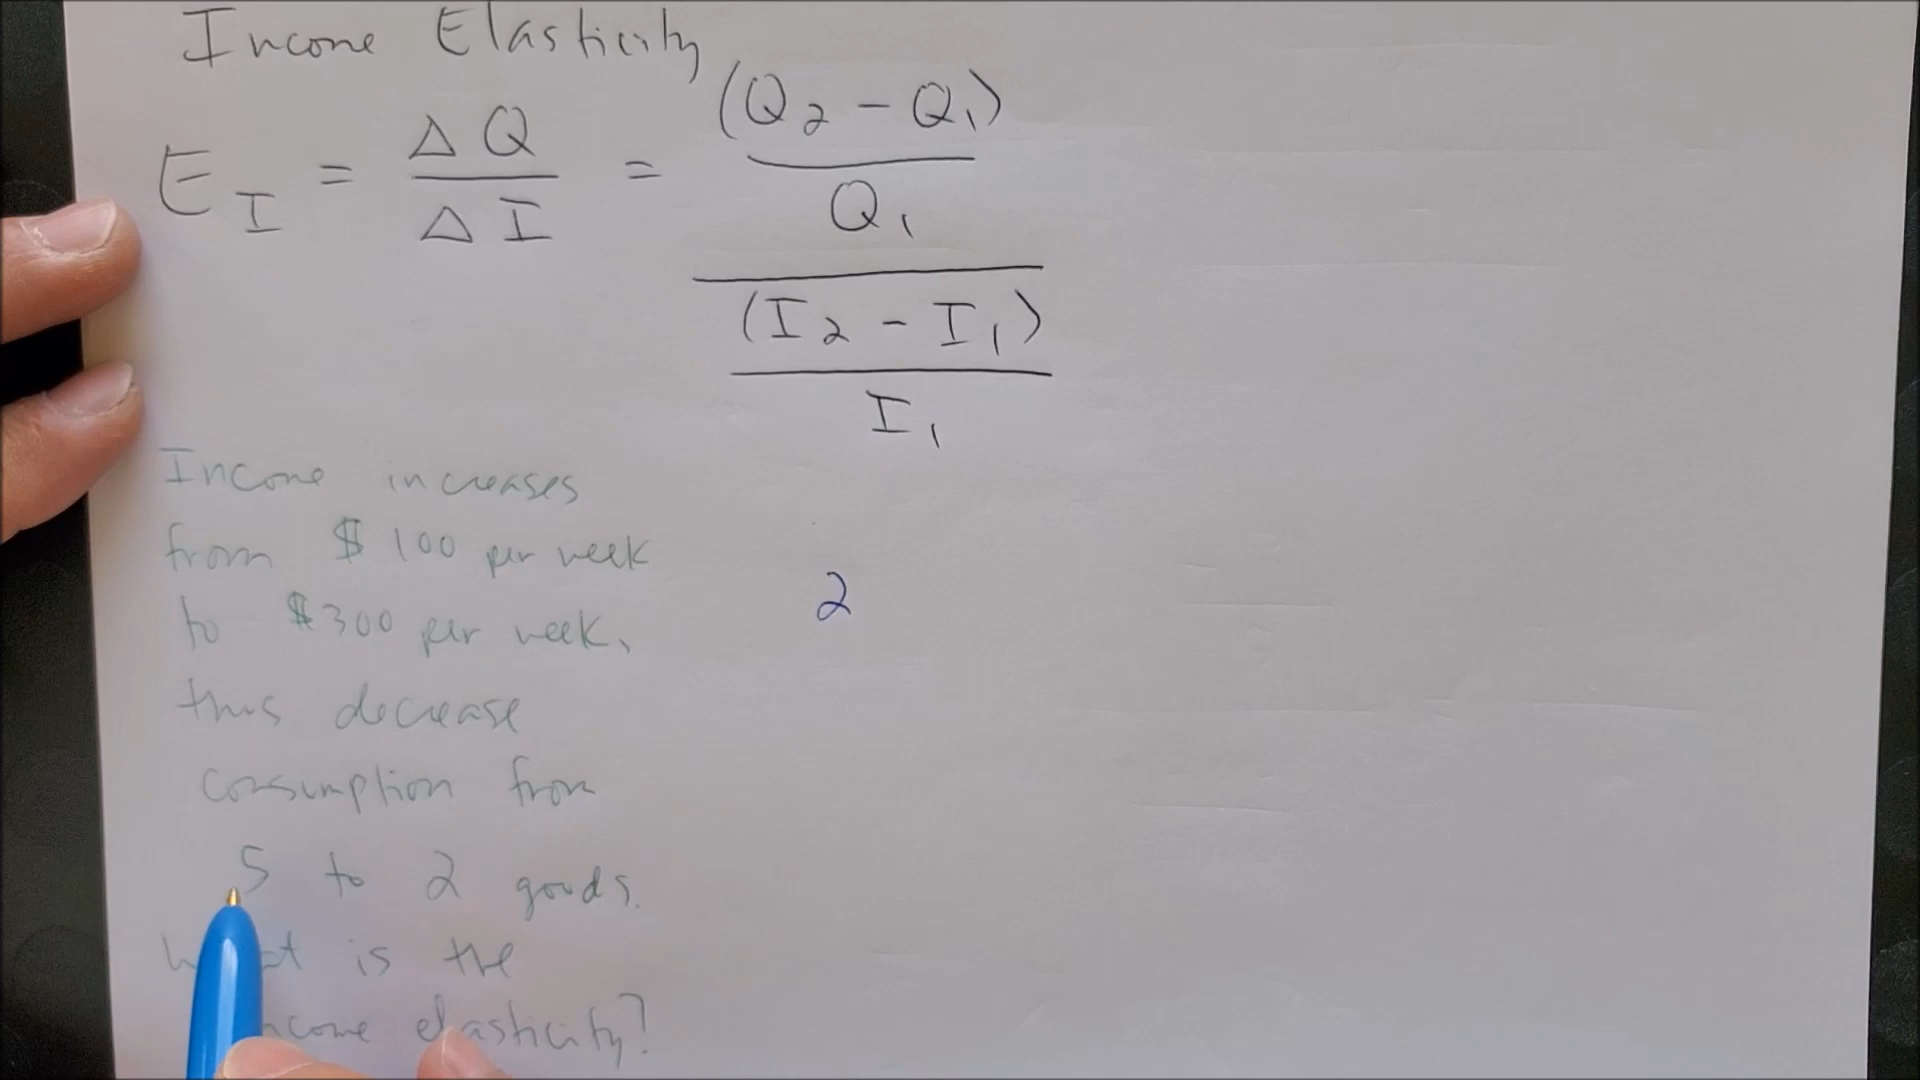 Income Elasticity
E_I = ΔQ / ΔI = ((Q₂ - Q₁) / Q₁) / ((I₂ - I₁) / I₁)
Income increases
from $100 per week
to $300 per week,
thus decrease
consumption from
5 to 2 goods.
is the
elasticity?
2